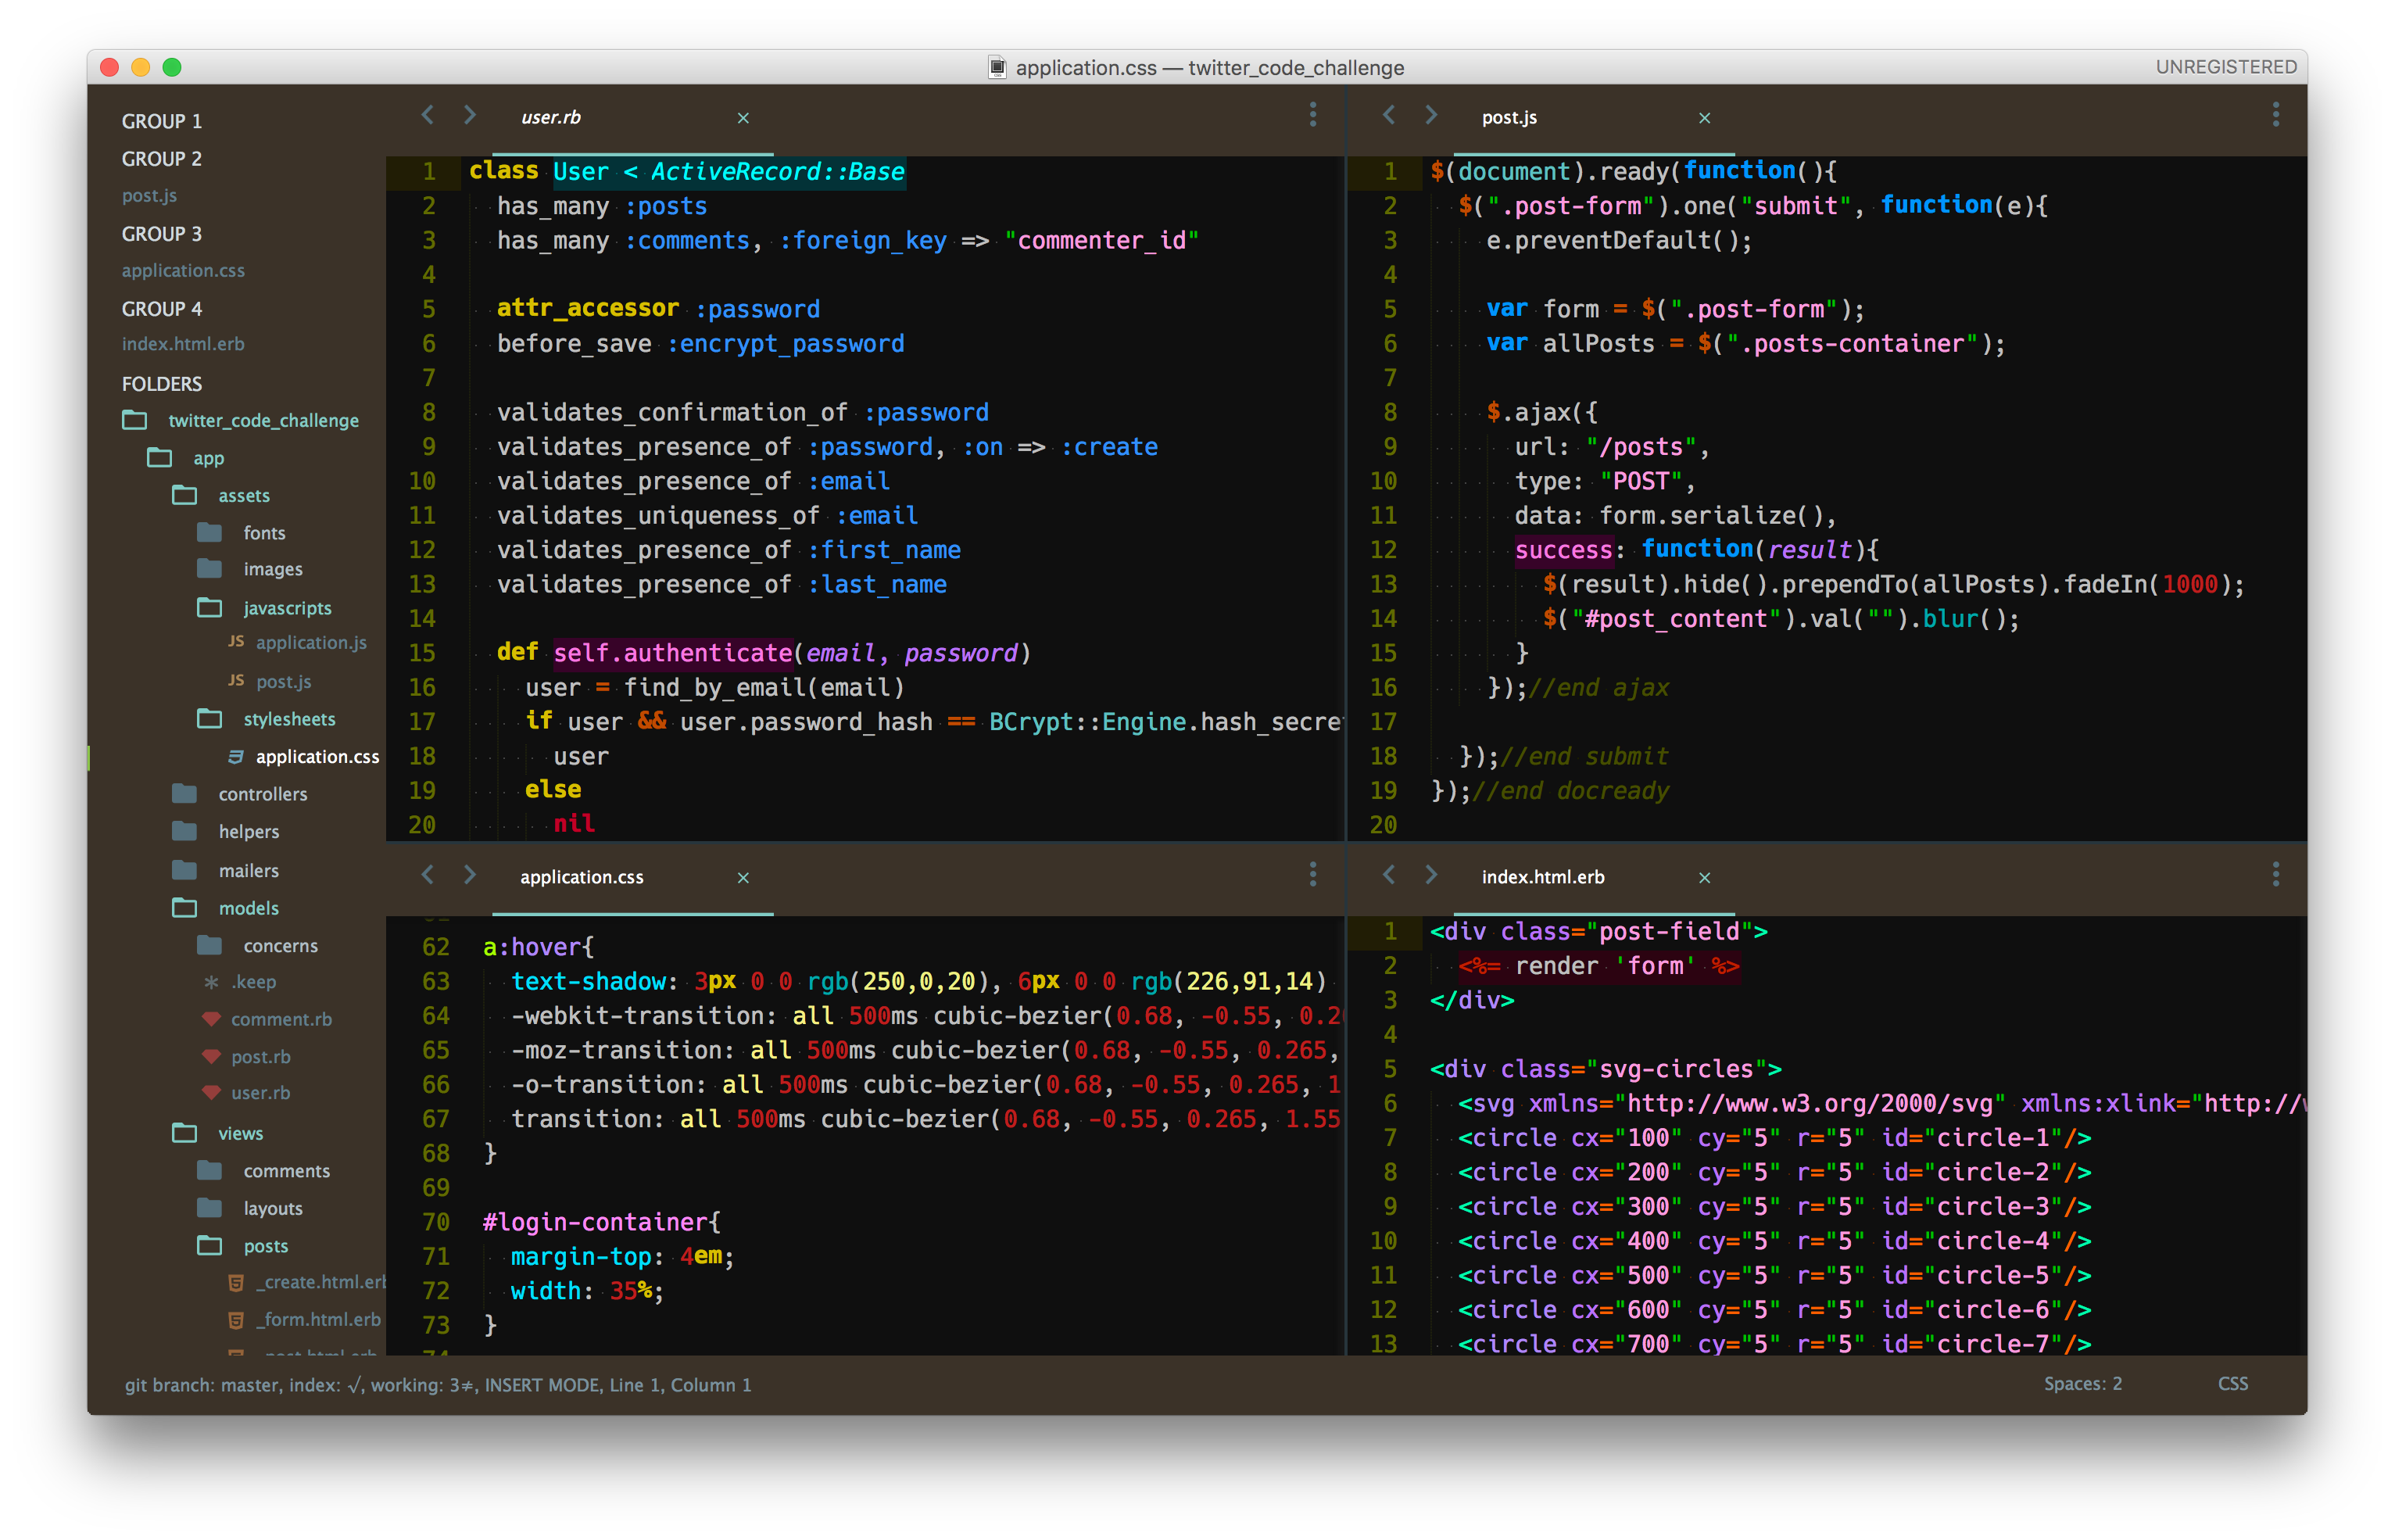 application.css — twitter_code_challenge
UNREGISTERED
GROUP 1
GROUP 2
post.js
GROUP 3
application.css
GROUP 4
index.html.erb
FOLDERS
twitter_code_challenge
app
assets
fonts
images
javascripts
JS application.js
JS post.js
stylesheets
application.css
controllers
helpers
mailers
models
concerns
.keep
comment.rb
post.rb
user.rb
views
comments
layouts
posts
_create.html.erb
_form.html.erb
_post.html.erb
user.rb
1 class User < ActiveRecord::Base
2 has_many :posts
3 has_many :comments, :foreign_key => "commenter_id"
4
5 attr_accessor :password
6 before_save :encrypt_password
7
8 validates_confirmation_of :password
9 validates_presence_of :password, :on => :create
10 validates_presence_of :email
11 validates_uniqueness_of :email
12 validates_presence_of :first_name
13 validates_presence_of :last_name
14
15 def self.authenticate(email, password)
16 user = find_by_email(email)
17 if user && user.password_hash == BCrypt::Engine.hash_secre
18 user
19 else
20 nil
post.js
1 $(document).ready(function(){
2 $(".post-form").one("submit", function(e){
3 e.preventDefault();
4
5 var form = $(".post-form");
6 var allPosts = $(".posts-container");
7
8 $.ajax({
9 url: "/posts",
10 type: "POST",
11 data: form.serialize(),
12 success: function(result){
13 $(result).hide().prependTo(allPosts).fadeIn(1000);
14 $("#post_content").val("").blur();
15 }
16 });//end ajax
17
18 });//end submit
19 });//end docready
20
application.css
62 a:hover{
63 text-shadow: 3px 0 0 rgb(250,0,20), 6px 0 0 rgb(226,91,14)
64 -webkit-transition: all 500ms cubic-bezier(0.68, -0.55, 0.2
65 -moz-transition: all 500ms cubic-bezier(0.68, -0.55, 0.265,
66 -o-transition: all 500ms cubic-bezier(0.68, -0.55, 0.265, 1
67 transition: all 500ms cubic-bezier(0.68, -0.55, 0.265, 1.55
68 }
69
70 #login-container{
71 margin-top: 4em;
72 width: 35%;
73 }
index.html.erb
1 <div class="post-field">
2 <%= render 'form' %>
3 </div>
4
5 <div class="svg-circles">
6 <svg xmlns="http://www.w3.org/2000/svg" xmlns:xlink="http://w
7 <circle cx="100" cy="5" r="5" id="circle-1"/>
8 <circle cx="200" cy="5" r="5" id="circle-2"/>
9 <circle cx="300" cy="5" r="5" id="circle-3"/>
10 <circle cx="400" cy="5" r="5" id="circle-4"/>
11 <circle cx="500" cy="5" r="5" id="circle-5"/>
12 <circle cx="600" cy="5" r="5" id="circle-6"/>
13 <circle cx="700" cy="5" r="5" id="circle-7"/>
git branch: master, index: √, working: 3≠, INSERT MODE, Line 1, Column 1
Spaces: 2
CSS